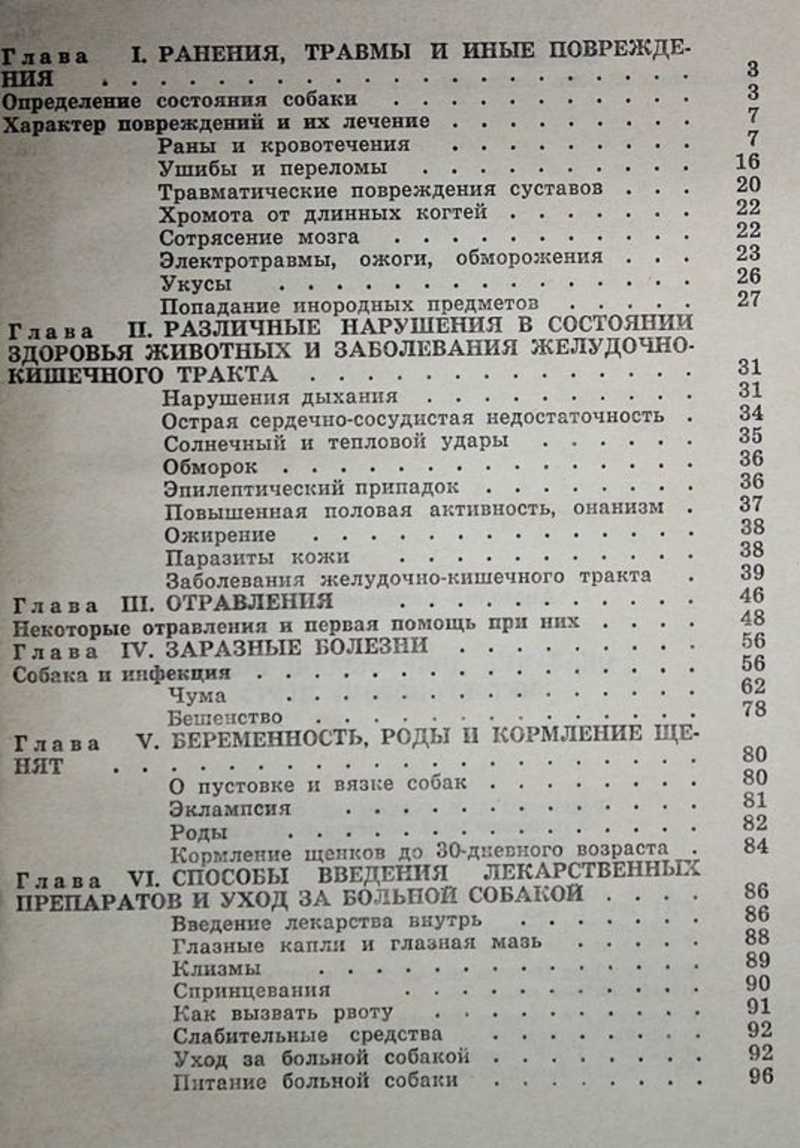 Глава I. РАНЕНИЯ, ТРАВМЫ И ИНЫЕ ПОВРЕЖДЕ-
НИЯ . . . . . . . . . . . . . . . . . . . . 3
Определение состояния собаки . . . . . . . . . . . 3
Характер повреждений и их лечение . . . . . . . . . 7
Раны и кровотечения . . . . . . . . . 7
Ушибы и переломы . . . . . . . . . . 16
Травматические повреждения суставов . . . 20
Хромота от длинных когтей . . . . . . . 22
Сотрясение мозга . . . . . . . . . . . 22
Электротравмы, ожоги, обморожения . . . 23
Укусы . . . . . . . . . . . . . . . 26
Попадание инородных предметов . . . . . 27
Глава II. РАЗЛИЧНЫЕ НАРУШЕНИЯ В СОСТОЯНИИ
ЗДОРОВЬЯ ЖИВОТНЫХ И ЗАБОЛЕВАНИЯ ЖЕЛУДОЧНО-
КИШЕЧНОГО ТРАКТА . . . . . . . . . . . . . . 31
Нарушения дыхания . . . . . . . . . . 31
Острая сердечно-сосудистая недостаточность . 34
Солнечный и тепловой удары . . . . . . 35
Обморок . . . . . . . . . . . . . . . 36
Эпилептический припадок . . . . . . . . 36
Повышенная половая активность, онанизм . 37
Ожирение . . . . . . . . . . . . . . 38
Паразиты кожи . . . . . . . . . . . 38
Заболевания желудочно-кишечного тракта . 39
Глава III. ОТРАВЛЕНИЯ . . . . . . . . . . . 46
Некоторые отравления и первая помощь при них . . . . 48
Глава IV. ЗАРАЗНЫЕ БОЛЕЗНИ . . . . . . . . . 56
Собака и инфекция . . . . . . . . . . . . . . . . 56
Чума . . . . . . . . . . . . . . . 62
Бешенство . . . . . . . . . . . . . . 78
Глава V. БЕРЕМЕННОСТЬ, РОДЫ И КОРМЛЕНИЕ ЩЕ-
НЯТ . . . . . . . . . . . . . . . . . . . . 80
О пустовке и вязке собак . . . . . . . . 80
Эклампсия . . . . . . . . . . . . . 81
Роды . . . . . . . . . . . . . . . 82
Кормление щенков до 30-дневного возраста . 84
Глава VI. СПОСОБЫ ВВЕДЕНИЯ ЛЕКАРСТВЕННЫХ
ПРЕПАРАТОВ И УХОД ЗА БОЛЬНОЙ СОБАКОЙ . . . . 86
Введение лекарства внутрь . . . . . . . 86
Глазные капли и глазная мазь . . . . . 88
Клизмы . . . . . . . . . . . . . . 89
Спринцевания . . . . . . . . . . . 90
Как вызвать рвоту . . . . . . . . . . 91
Слабительные средства . . . . . . . . 92
Уход за больной собакой . . . . . . . . 92
Питание больной собаки . . . . . . . . 96